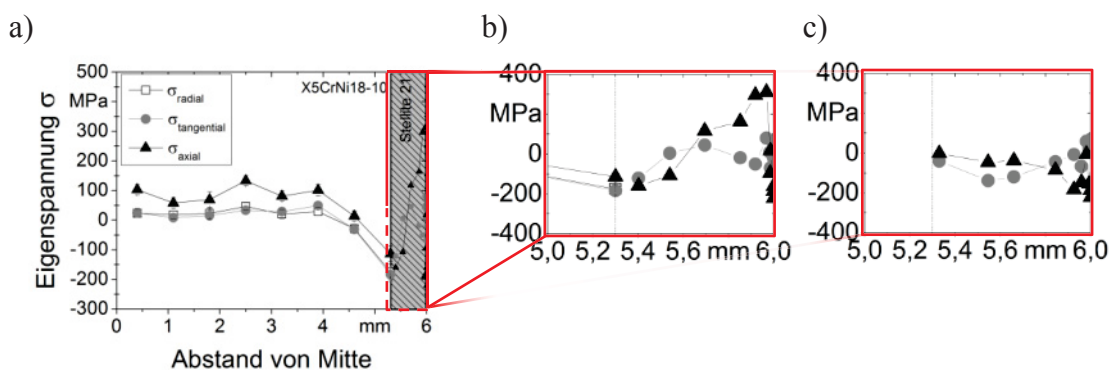 a)
b)
c)
Eigenspannung σ
500
MPa
300
200
100
0
-100
-200
-300
σradial
σtangential
σaxial
X5CrNi18-10
Stellite 21
0 1 2 3 4 mm 6
Abstand von Mitte
400
MPa
0
-200
-400
5,0 5,2 5,4 5,6 mm 6,0
400
MPa
0
-200
-400
5,0 5,2 5,4 5,6 mm 6,0